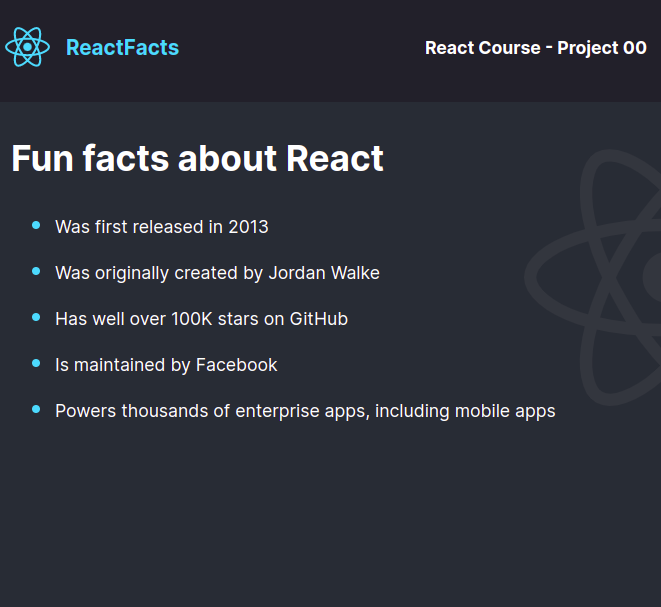 ReactFacts
React Course - Project 00
Fun facts about React
Was first released in 2013
Was originally created by Jordan Walke
Has well over 100K stars on GitHub
Is maintained by Facebook
Powers thousands of enterprise apps, including mobile apps